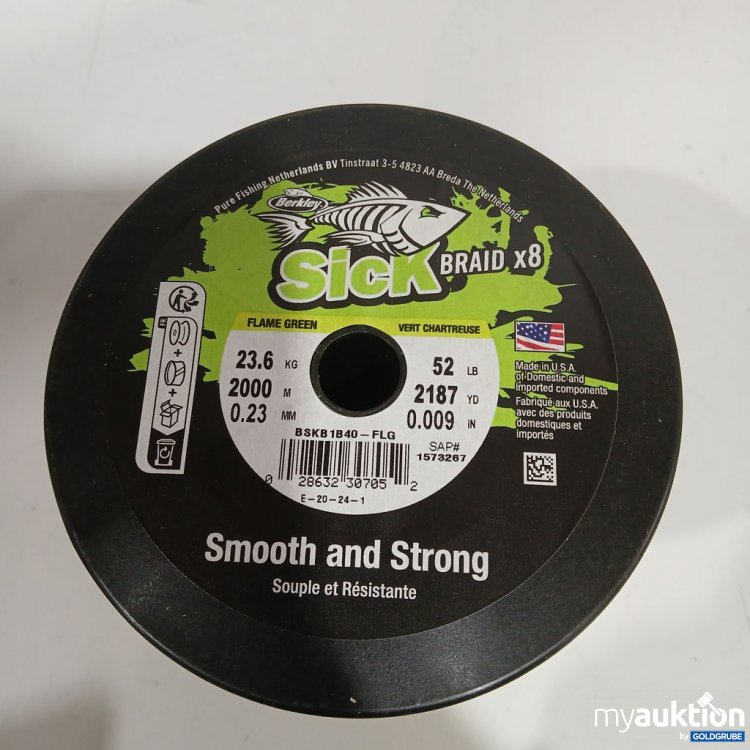 Pure Fishing Netherlands BV Tinstraat 3-5 4823 AA Breda The Netherlands
Berkley
Sick BRAID x8
FLAME GREEN
VERT CHARTREUSE
23.6 KG
2000 M
0.23 MM
52 LB
2187 YD
0.009 IN
BSKB1B40-FLG
SAP#
1573267
0 28632 30705 2
E-20-24-1
Made in U.S.A.
of Domestic and
imported components
Fabriqué aux U.S.A.
avec des produits
domestiques et
importés
FR
+
+
+
Smooth and Strong
Souple et Résistante
myauktion
by GOLDGRUBE